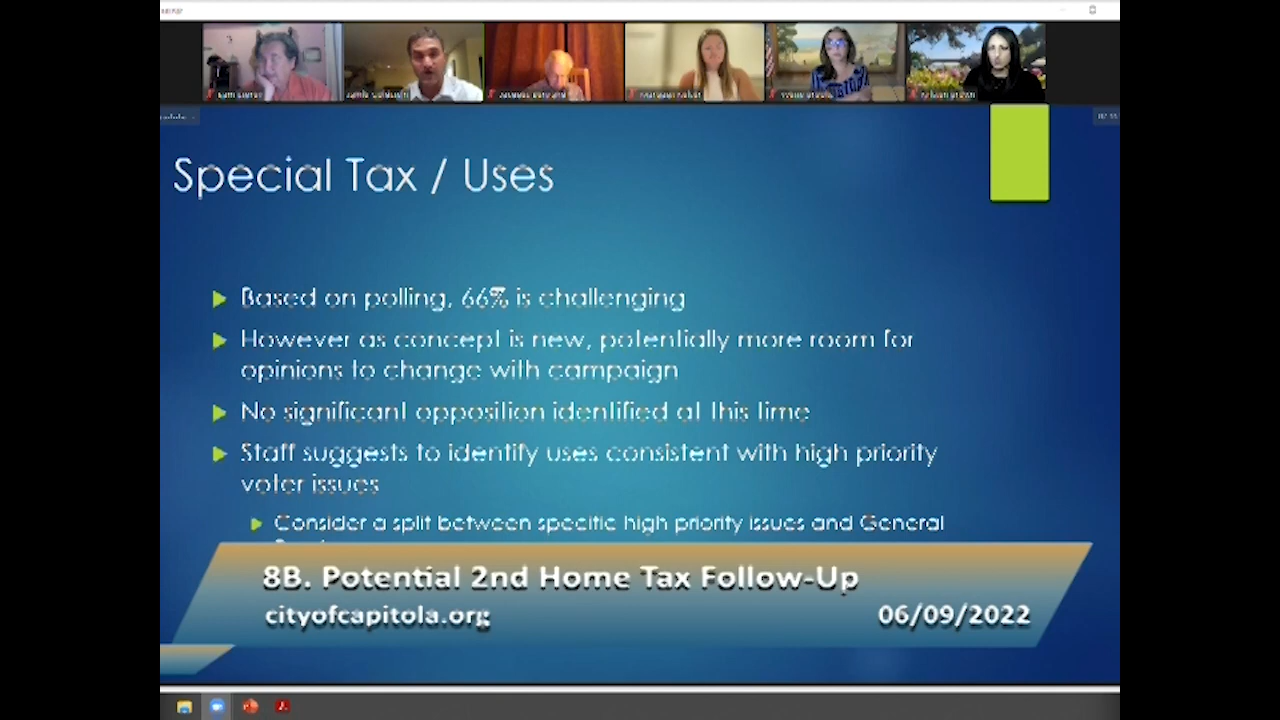 Special Tax / Uses
Based on polling, 66% is challenging
However as concept is new, potentially more room for
opinions to change with campaign
No significant opposition identified at this time
Staff suggests to identify uses consistent with high priority
voter issues
Consider a split between specific high priority issues and General
8B. Potential 2nd Home Tax Follow-Up
cityofcapitola.org
06/09/2022